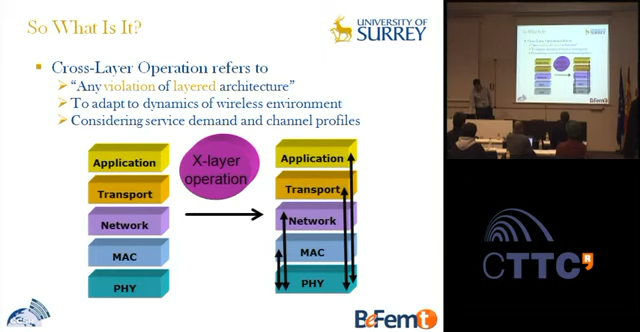 So What Is It?
UNIVERSITY OF
SURREY
Cross-Layer Operation refers to
"Any violation of layered architecture"
To adapt to dynamics of wireless environment
Considering service demand and channel profiles
Application
Transport
Network
MAC
PHY
X-layer
operation
Application
Transport
Network
MAC
PHY
BeFemt
CTTC